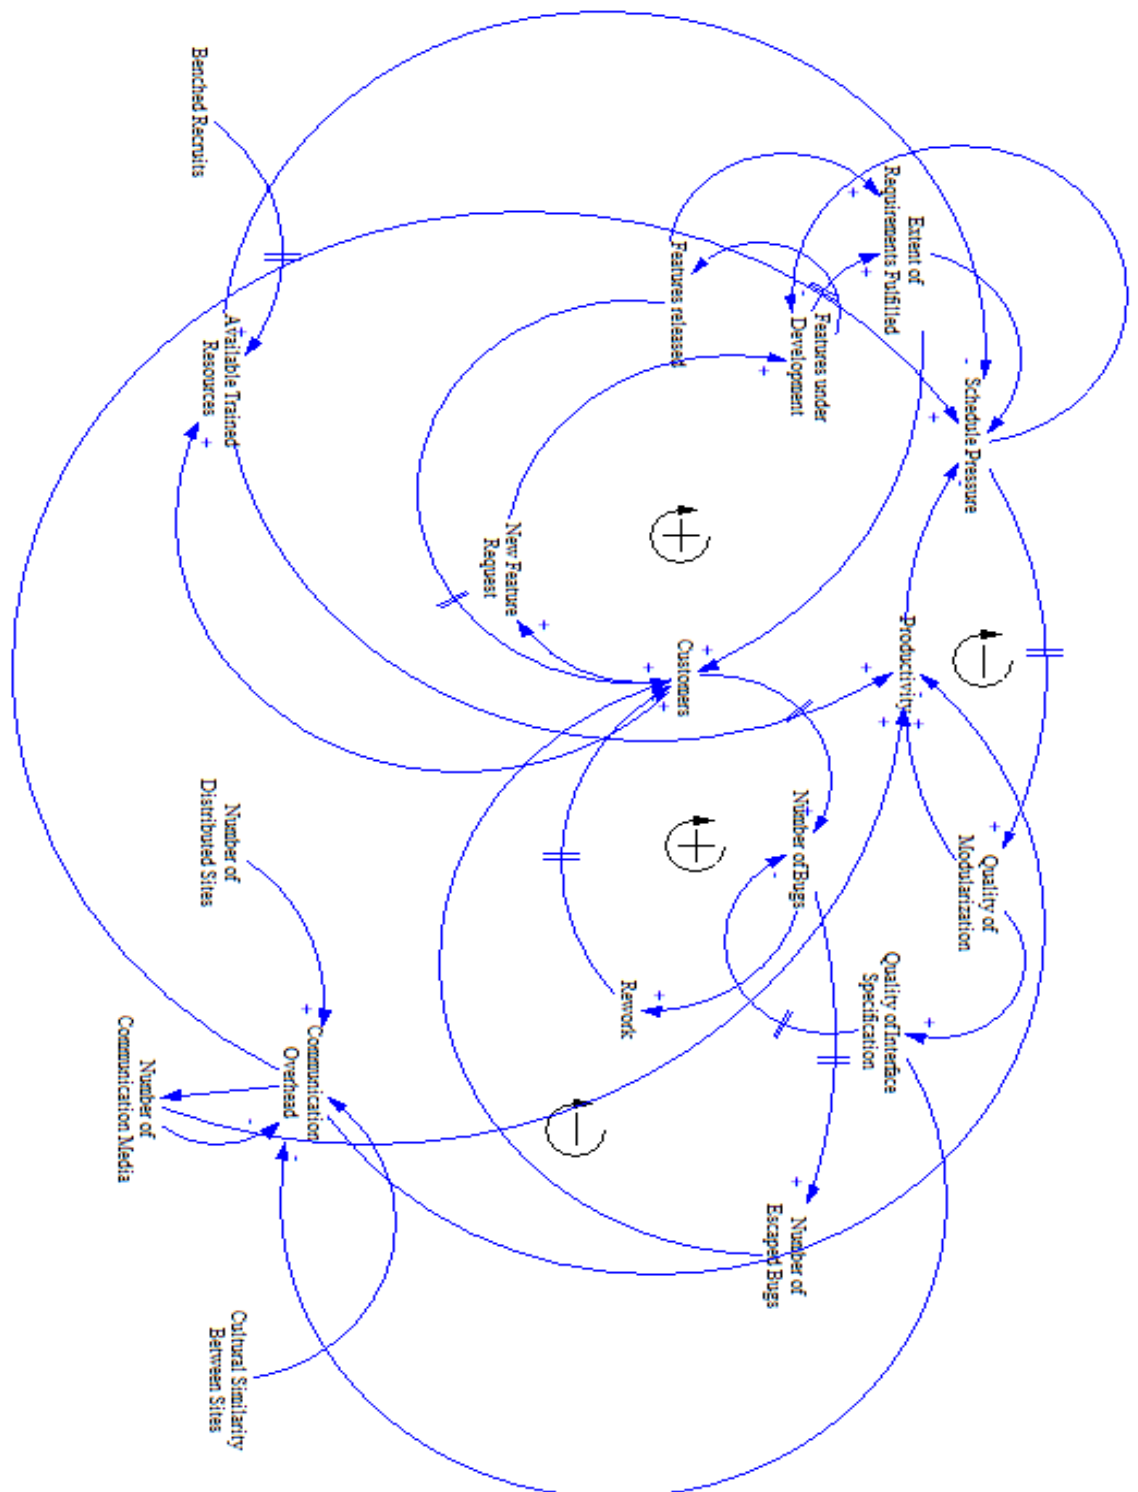 Benched Recruits
Available Trained
Resources
Features released
Features under
Development
Extent of
Requirements Fulfilled
Schedule Pressure
New Feature
Request
Customers
Productivity
Number of Bugs
Quality of
Modularization
Quality of Interface
Specification
Rework
Number of
Distributed Sites
Communication
Overhead
Number of
Communication Media
Number of
Escaped Bugs
Cultural Similarity
Between Sites